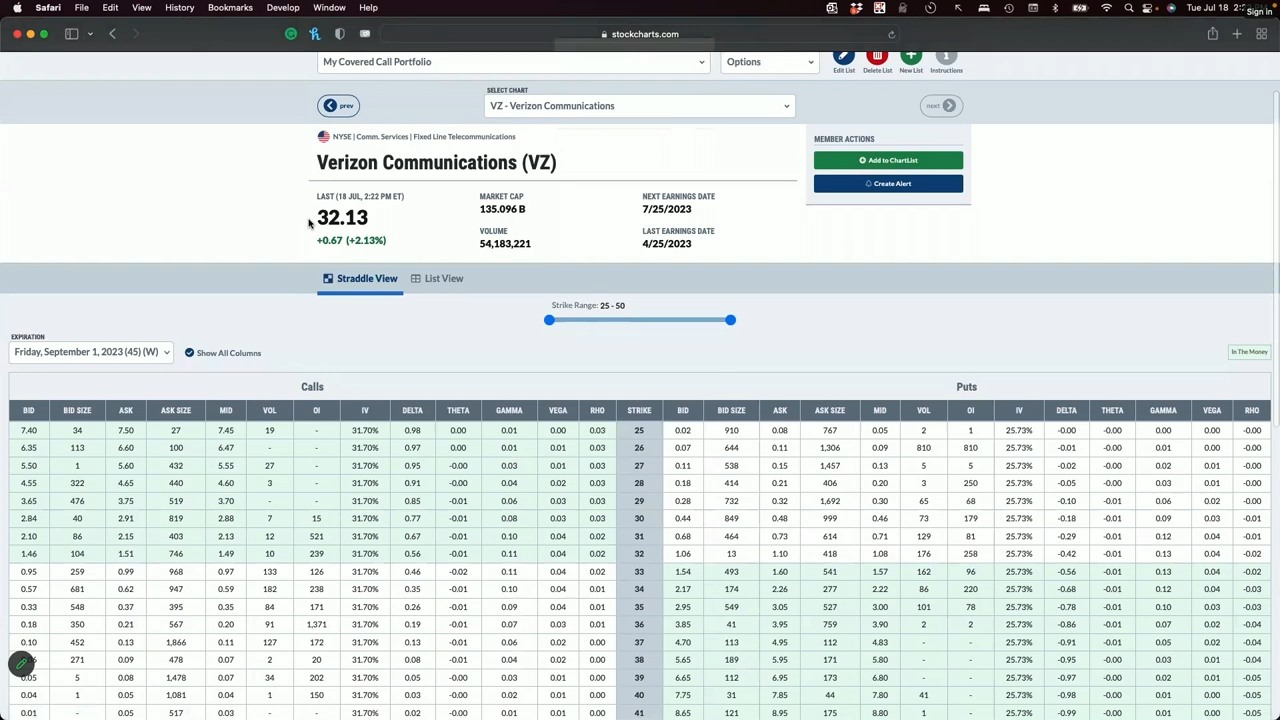 Safari File Edit View History Bookmarks Window Help Tue Jul 18
Sign in
stockcharts.com
My Covered Call Portfolio Options Edit List Delete List New List Instructions
SELECT CHART
prev VZ - Verizon Communications next
NYSE | Comm. Services | Fixed Line Telecommunications
MEMBER ACTIONS
Verizon Communications (VZ)
Add to ChartList
Create Alert
LAST (18 JUL, 2:22 PM ET) MARKET CAP NEXT EARNINGS DATE
32.13 135.096 B 7/25/2023
VOLUME LAST EARNINGS DATE
+0.67 (+2.13%) 54,183,221 4/25/2023
Straddle View List View
Strike Range: 25 - 50
EXPIRATION
Friday, September 1, 2023 (45) (W) Show All Columns In The Money
Calls Puts
BID BID SIZE ASK ASK SIZE MID VOL OI IV DELTA THETA GAMMA VEGA RHO STRIKE BID BID SIZE ASK ASK SIZE MID VOL OI IV DELTA THETA GAMMA VEGA RHO
7.40 34 7.50 27 7.45 19 - 31.70% 0.98 0.00 0.01 0.00 0.03 25 0.02 910 0.08 767 0.05 2 1 25.73% -0.00 -0.00 0.00 0.00 -0.00
6.35 113 6.60 100 6.47 - - 31.70% 0.97 0.00 0.01 0.01 0.03 26 0.07 644 0.11 1,306 0.09 810 810 25.73% -0.01 -0.00 0.01 0.00 -0.00
5.50 1 5.60 432 5.55 27 - 31.70% 0.95 -0.00 0.03 0.01 0.03 27 0.11 538 0.15 1,457 0.13 5 5 25.73% -0.02 -0.00 0.02 0.01 -0.00
4.55 322 4.65 440 4.60 3 - 31.70% 0.91 -0.00 0.04 0.02 0.03 28 0.18 414 0.21 406 0.20 3 250 25.73% -0.05 -0.00 0.03 0.01 -0.00
3.65 476 3.75 519 3.70 - - 31.70% 0.85 -0.01 0.06 0.03 0.03 29 0.28 732 0.32 1,692 0.30 65 68 25.73% -0.10 -0.01 0.06 0.02 -0.00
2.84 40 2.91 819 2.88 7 15 31.70% 0.77 -0.01 0.08 0.03 0.03 30 0.44 849 0.48 999 0.46 73 179 25.73% -0.18 -0.01 0.09 0.03 -0.01
2.10 86 2.15 403 2.13 12 521 31.70% 0.67 -0.01 0.10 0.04 0.02 31 0.68 464 0.73 614 0.71 129 81 25.73% -0.29 -0.01 0.12 0.04 -0.01
1.46 104 1.51 746 1.49 10 239 31.70% 0.56 -0.01 0.11 0.04 0.02 32 1.06 13 1.10 418 1.08 176 258 25.73% -0.42 -0.01 0.13 0.04 -0.02
0.95 259 0.99 968 0.97 133 126 31.70% 0.46 -0.02 0.11 0.04 0.02 33 1.54 493 1.60 541 1.57 162 96 25.73% -0.56 -0.01 0.13 0.04 -0.02
0.57 681 0.62 947 0.59 182 238 31.70% 0.35 -0.01 0.10 0.04 0.01 34 2.17 174 2.26 277 2.22 86 220 25.73% -0.68 -0.01 0.12 0.04 -0.03
0.33 548 0.37 395 0.35 84 171 31.70% 0.26 -0.01 0.09 0.04 0.01 35 2.95 549 3.05 527 3.00 101 78 25.73% -0.78 -0.01 0.10 0.03 -0.03
0.18 350 0.21 567 0.20 91 1,371 31.70% 0.19 -0.01 0.07 0.03 0.01 36 3.85 41 3.95 759 3.90 2 2 25.73% -0.86 -0.01 0.07 0.02 -0.04
0.10 452 0.13 1,866 0.11 127 172 31.70% 0.13 -0.01 0.06 0.02 0.00 37 4.70 113 4.95 112 4.83 - - 25.73% -0.91 -0.01 0.05 0.02 -0.04
271 0.09 478 0.07 2 20 31.70% 0.08 -0.01 0.04 0.02 0.00 38 5.65 189 5.95 171 5.80 - - 25.73% -0.95 -0.00 0.03 0.01 -0.04
0.05 5 0.08 1,478 0.07 34 202 31.70% 0.05 -0.00 0.03 0.01 0.00 39 6.65 112 6.95 173 6.80 - - 25.73% -0.97 -0.00 0.02 0.01 -0.05
0.04 1 0.05 1,081 0.04 1 150 31.70% 0.03 -0.00 0.02 0.01 0.00 40 7.75 31 7.85 44 7.80 41 - 25.73% -0.98 -0.00 0.01 0.00 -0.05
0.01 - 0.05 517 0.03 - - 31.70% 0.02 -0.00 0.01 0.01 0.00 41 8.65 121 8.95 175 8.80 1 - 25.73% -0.99 -0.00 0.01 0.00 -0.05